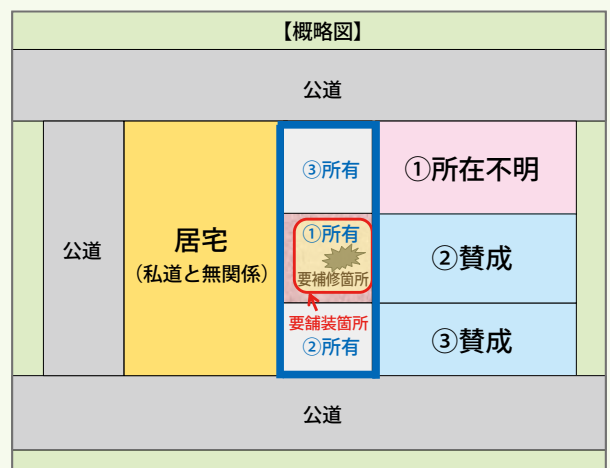 【概略図】
公道
公道
居宅
(私道と無関係)
③所有
①所有
要補修箇所
要舗装箇所
②所有
①所在不明
②賛成
③賛成
公道